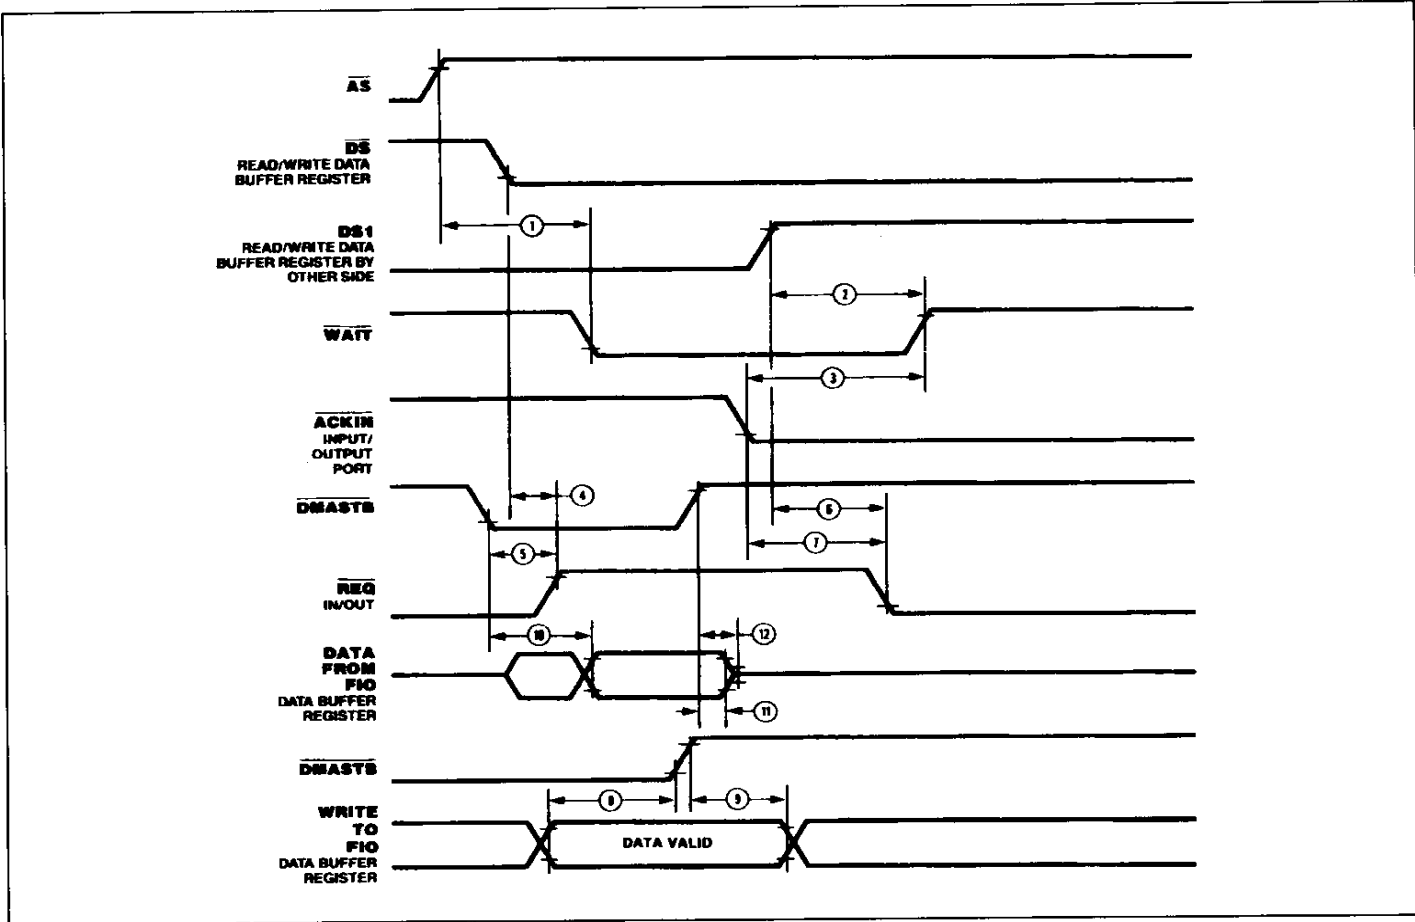 AS
DS
READ/WRITE DATA
BUFFER REGISTER
1
DS1
READ/WRITE DATA
BUFFER REGISTER BY
OTHER SIDE
2
WAIT
3
ACKIN
INPUT/
OUTPUT
PORT
4
DMASTB
6
5
7
REQ
IN/OUT
10
12
DATA
FROM
FIO
DATA BUFFER
REGISTER
11
DMASTB
8
9
WRITE
TO
FIO
DATA BUFFER
REGISTER
DATA VALID